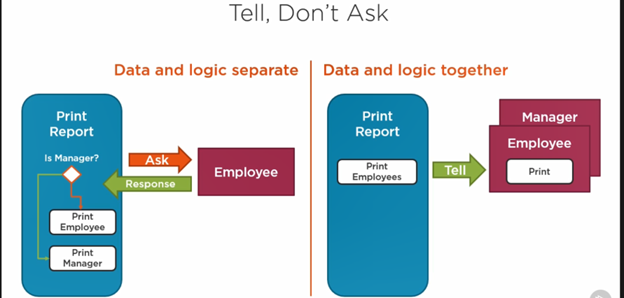 Tell, Don't Ask
Data and logic separate
Print
Report
Is Manager?
Ask
Response
Employee
Print
Employee
Print
Manager
Data and logic together
Print
Report
Print
Employees
Tell
Manager
Employee
Print